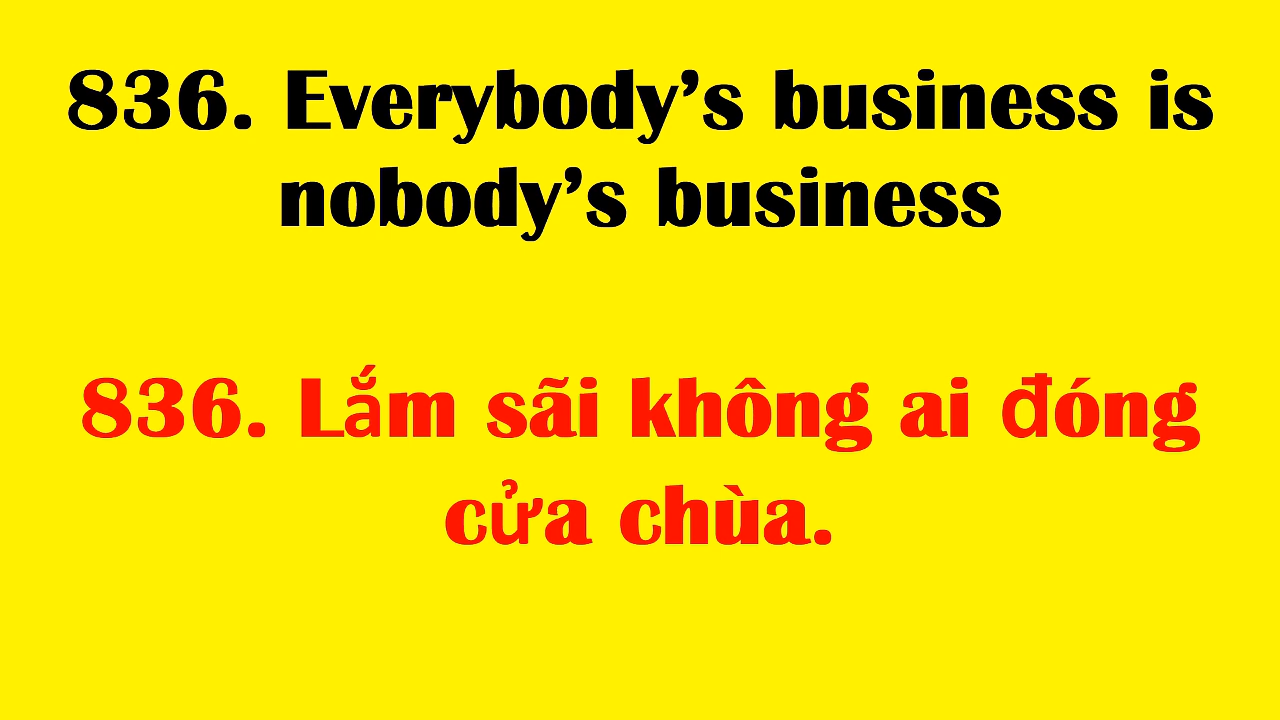 836. Everybody’s business is
nobody’s business
836. Lắm sãi không ai đóng
cửa chùa.